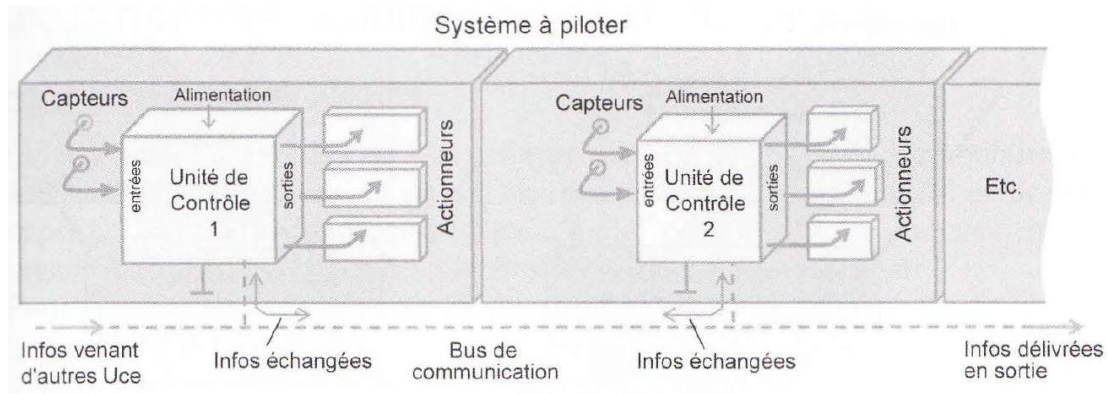 Système à piloter
Capteurs
Alimentation
entrées
Unité de
Contrôle
1
sorties
Actionneurs
Capteurs
Alimentation
entrées
Unité de
Contrôle
2
sorties
Actionneurs
Etc.
Infos venant
d'autres Uce
Infos échangées
Bus de
communication
Infos échangées
Infos délivrées
en sortie